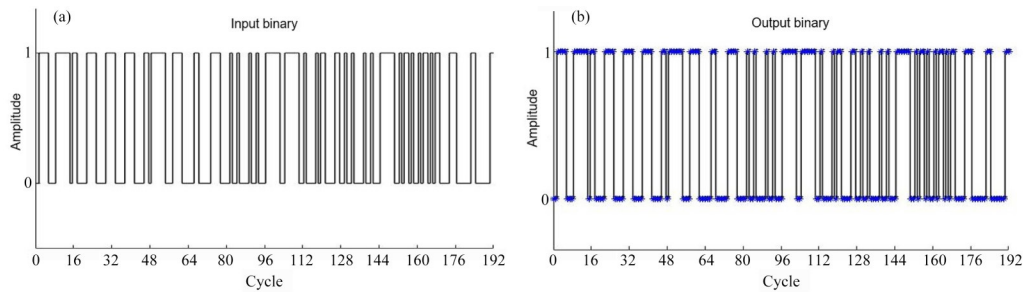 (a)
Input binary
Amplitude
1
0
0 16 32 48 64 80 96 112 128 144 160 176 192
Cycle
(b)
Output binary
Amplitude
1
0
0 16 32 48 64 80 96 112 128 144 160 176 192
Cycle